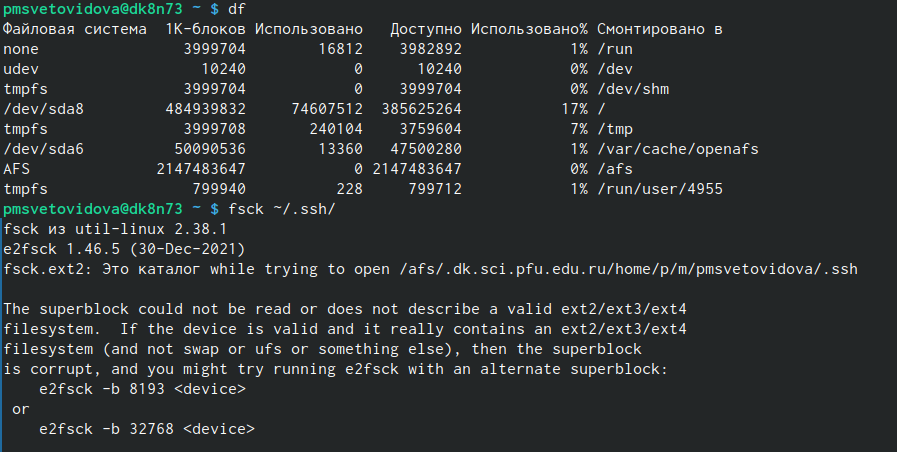 pmsvetovidova@dk8n73 ~ $ df
Файловая система 1K-блоков Использовано Доступно Использовано% Смонтировано в
none 3999704 16812 3982892 1% /run
udev 10240 0 10240 0% /dev
tmpfs 3999704 0 3999704 0% /dev/shm
/dev/sda8 484939832 74607512 385625264 17% /
tmpfs 3999708 240104 3759604 7% /tmp
/dev/sda6 50090536 13360 47500280 1% /var/cache/openafs
AFS 2147483647 0 2147483647 0% /afs
tmpfs 799940 228 799712 1% /run/user/4955
pmsvetovidova@dk8n73 ~ $ fsck ~/.ssh/
fsck из util-linux 2.38.1
e2fsck 1.46.5 (30-Dec-2021)
fsck.ext2: Это каталог while trying to open /afs/.dk.sci.pfu.edu.ru/home/p/m/pmsvetovidova/.ssh
The superblock could not be read or does not describe a valid ext2/ext3/ext4
filesystem.  If the device is valid and it really contains an ext2/ext3/ext4
filesystem (and not swap or ufs or something else), then the superblock
is corrupt, and you might try running e2fsck with an alternate superblock:
e2fsck -b 8193 <device>
or
e2fsck -b 32768 <device>